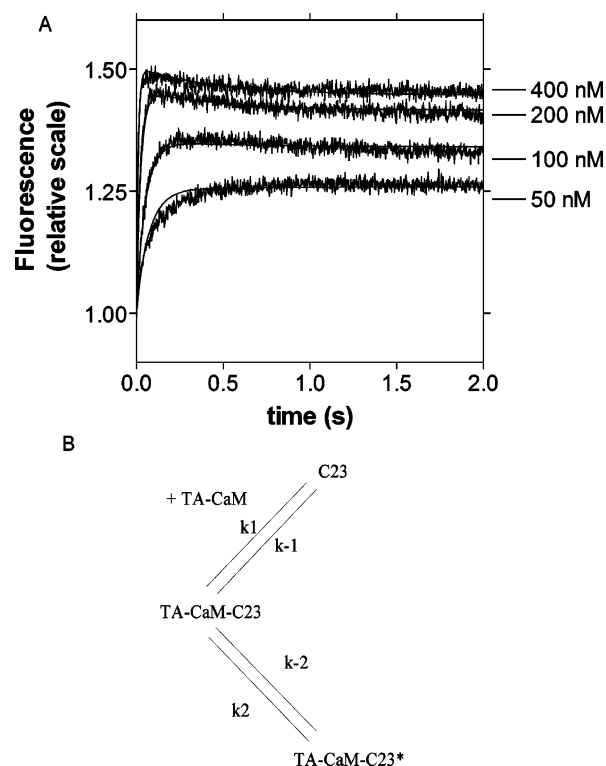 A
Fluorescence
(relative scale)
1.50
1.25
1.00
400 nM
200 nM
100 nM
50 nM
0.0 0.5 1.0 1.5 2.0
time (s)
B
C23
+ TA-CaM
k1
k-1
TA-CaM-C23
k-2
k2
TA-CaM-C23*